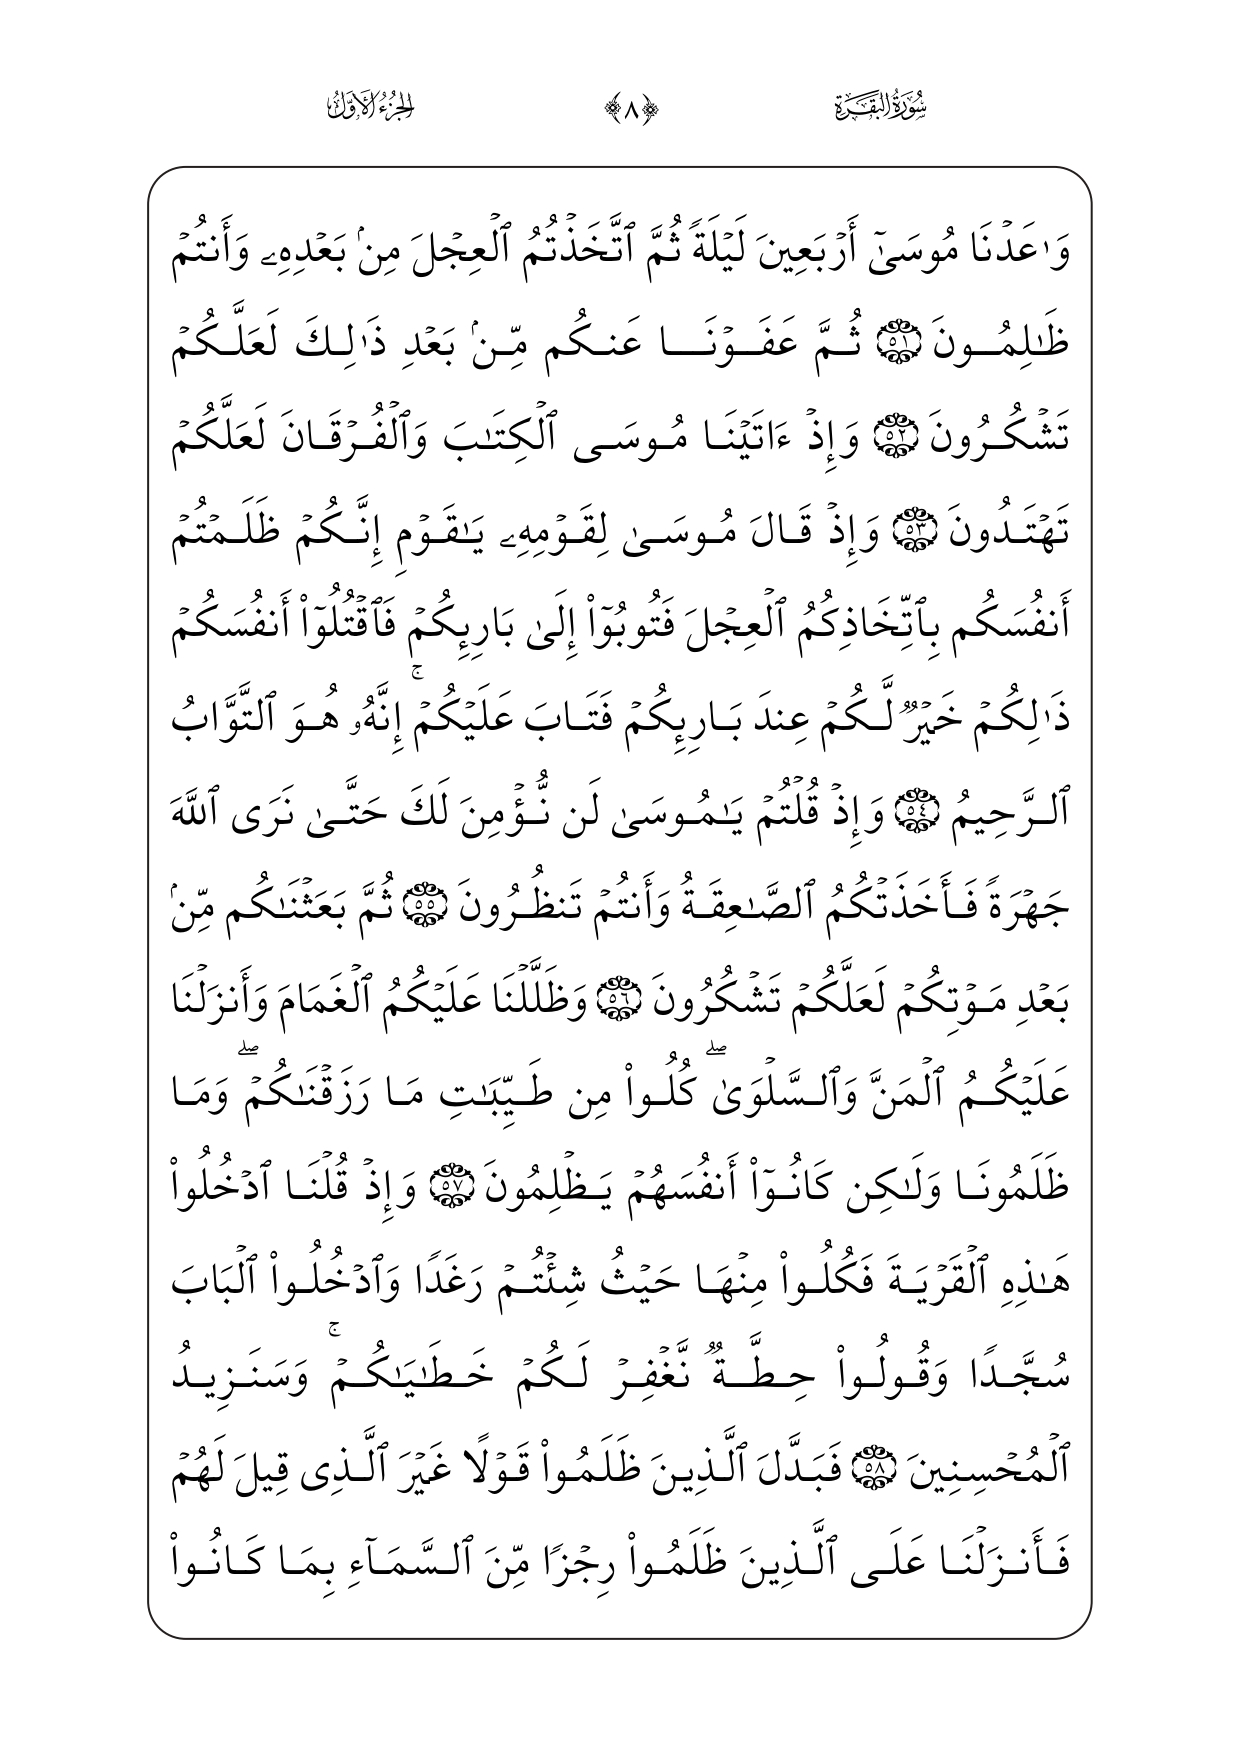 سُورَةُ البَقَرَةِ ﴿٨﴾ الجُزْءُ الأَوَّلُ
وَٰعَدۡنَا مُوسَىٰٓ أَرۡبَعِينَ لَيۡلَةٗ ثُمَّ ٱتَّخَذۡتُمُ ٱلۡعِجۡلَ مِنۢ بَعۡدِهِۦ وَأَنتُمۡ
ظَٰلِمُونَ ٥١ ثُمَّ عَفَوۡنَا عَنكُم مِّنۢ بَعۡدِ ذَٰلِكَ لَعَلَّكُمۡ
تَشۡكُرُونَ ٥٢ وَإِذۡ ءَاتَيۡنَا مُوسَى ٱلۡكِتَٰبَ وَٱلۡفُرۡقَانَ لَعَلَّكُمۡ
تَهۡتَدُونَ ٥٣ وَإِذۡ قَالَ مُوسَىٰ لِقَوۡمِهِۦ يَٰقَوۡمِ إِنَّكُمۡ ظَلَمۡتُمۡ
أَنفُسَكُم بِٱتِّخَاذِكُمُ ٱلۡعِجۡلَ فَتُوبُوٓاْ إِلَىٰ بَارِئِكُمۡ فَٱقۡتُلُوٓاْ أَنفُسَكُمۡ
ذَٰلِكُمۡ خَيۡرٞ لَّكُمۡ عِندَ بَارِئِكُمۡ فَتَابَ عَلَيۡكُمۡۚ إِنَّهُۥ هُوَ ٱلتَّوَّابُ
ٱلرَّحِيمُ ٥٤ وَإِذۡ قُلۡتُمۡ يَٰمُوسَىٰ لَن نُّؤۡمِنَ لَكَ حَتَّىٰ نَرَى ٱللَّهَ
جَهۡرَةٗ فَأَخَذَتۡكُمُ ٱلصَّٰعِقَةُ وَأَنتُمۡ تَنظُرُونَ ٥٥ ثُمَّ بَعَثۡنَٰكُم مِّنۢ
بَعۡدِ مَوۡتِكُمۡ لَعَلَّكُمۡ تَشۡكُرُونَ ٥٦ وَظَلَّلۡنَا عَلَيۡكُمُ ٱلۡغَمَامَ وَأَنزَلۡنَا
عَلَيۡكُمُ ٱلۡمَنَّ وَٱلسَّلۡوَىٰۖ كُلُواْ مِن طَيِّبَٰتِ مَا رَزَقۡنَٰكُمۡۖ وَمَا
ظَلَمُونَا وَلَٰكِن كَانُوٓاْ أَنفُسَهُمۡ يَظۡلِمُونَ ٥٧ وَإِذۡ قُلۡنَا ٱدۡخُلُواْ
هَٰذِهِ ٱلۡقَرۡيَةَ فَكُلُواْ مِنۡهَا حَيۡثُ شِئۡتُمۡ رَغَدٗا وَٱدۡخُلُواْ ٱلۡبَابَ
سُجَّدٗا وَقُولُواْ حِطَّةٞ نَّغۡفِرۡ لَكُمۡ خَطَٰيَٰكُمۡۚ وَسَنَزِيدُ
ٱلۡمُحۡسِنِينَ ٥٨ فَبَدَّلَ ٱلَّذِينَ ظَلَمُواْ قَوۡلًا غَيۡرَ ٱلَّذِى قِيلَ لَهُمۡ
فَأَنزَلۡنَا عَلَى ٱلَّذِينَ ظَلَمُواْ رِجۡزٗا مِّنَ ٱلسَّمَآءِ بِمَا كَانُواْ